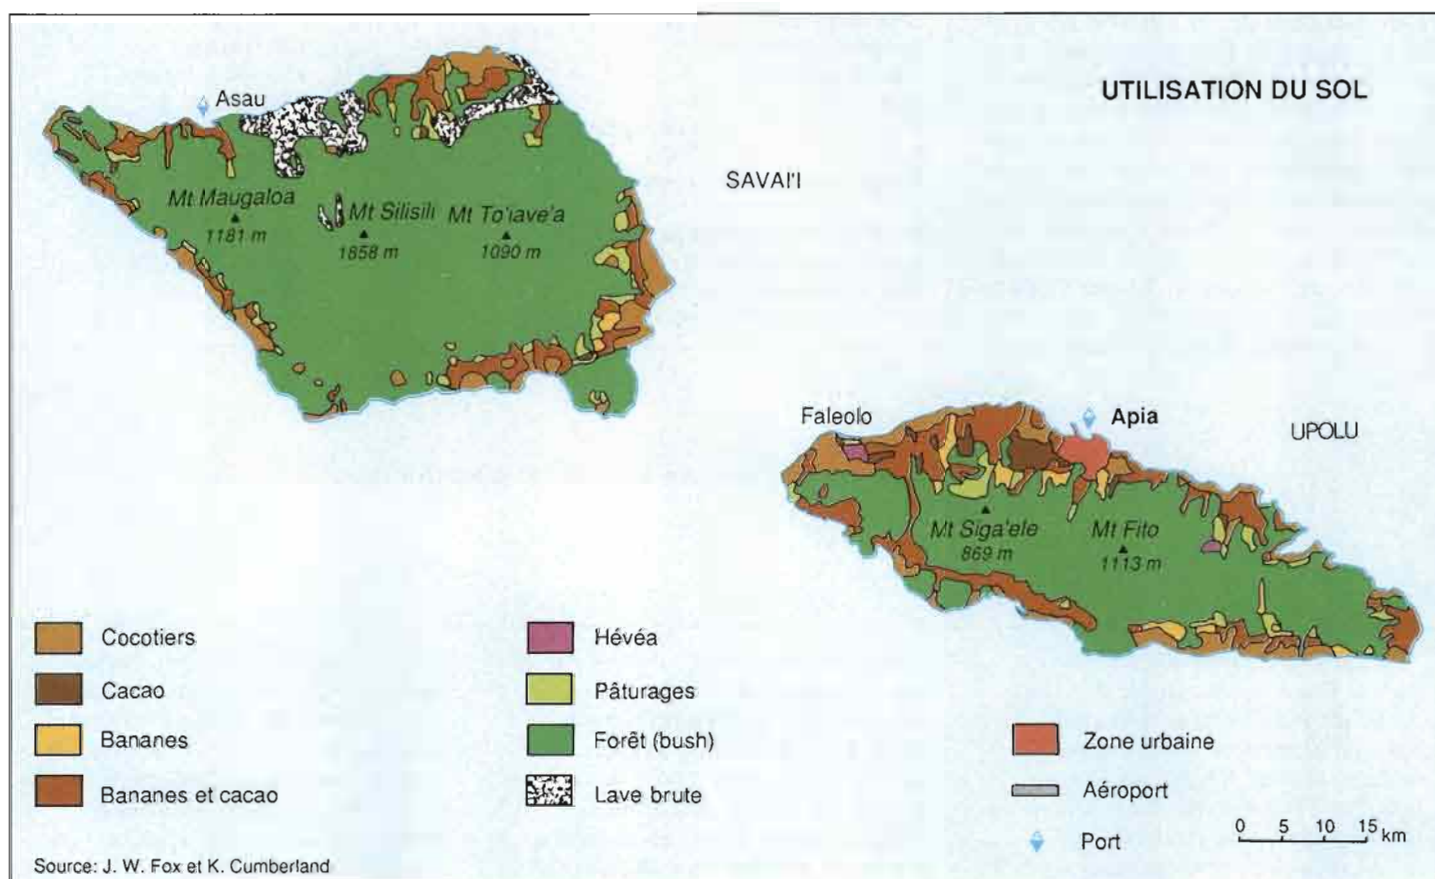 UTILISATION DU SOL
Asau
SAVAI'I
Mt Maugaloa
1181 m
Mt Silisili
1858 m
Mt To'iave'a
1090 m
Faleolo
Apia
UPOLU
Mt Siga'ele
869 m
Mt Fito
1113 m
Cocotiers
Cacao
Bananes
Bananes et cacao
Hévéa
Pâturages
Forêt (bush)
Lave brute
Zone urbaine
Aéroport
Port
0 5 10 15 km
Source: J. W. Fox et K. Cumberland